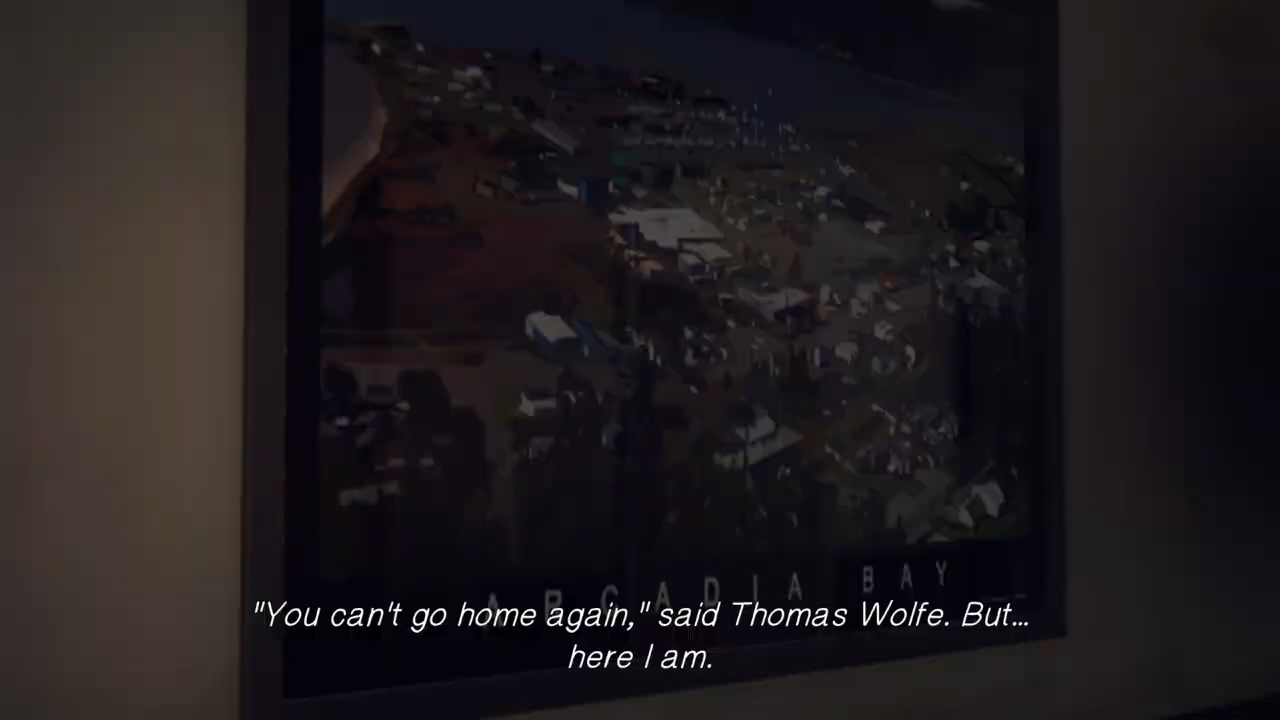 ARCADIA BAY
"You can't go home again," said Thomas Wolfe. But...
here I am.